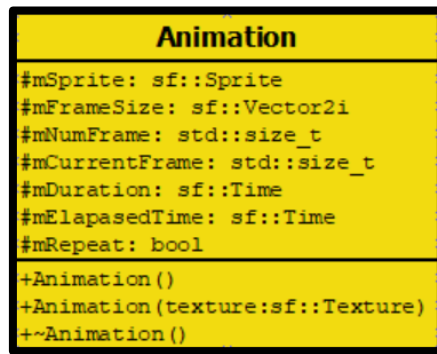 Animation
#mSprite: sf::Sprite
#mFrameSize: sf::Vector2i
#mNumFrame: std::size_t
#mCurrentFrame: std::size_t
#mDuration: sf::Time
#mElapasedTime: sf::Time
#mRepeat: bool
+Animation()
+Animation(texture:sf::Texture)
+~Animation()